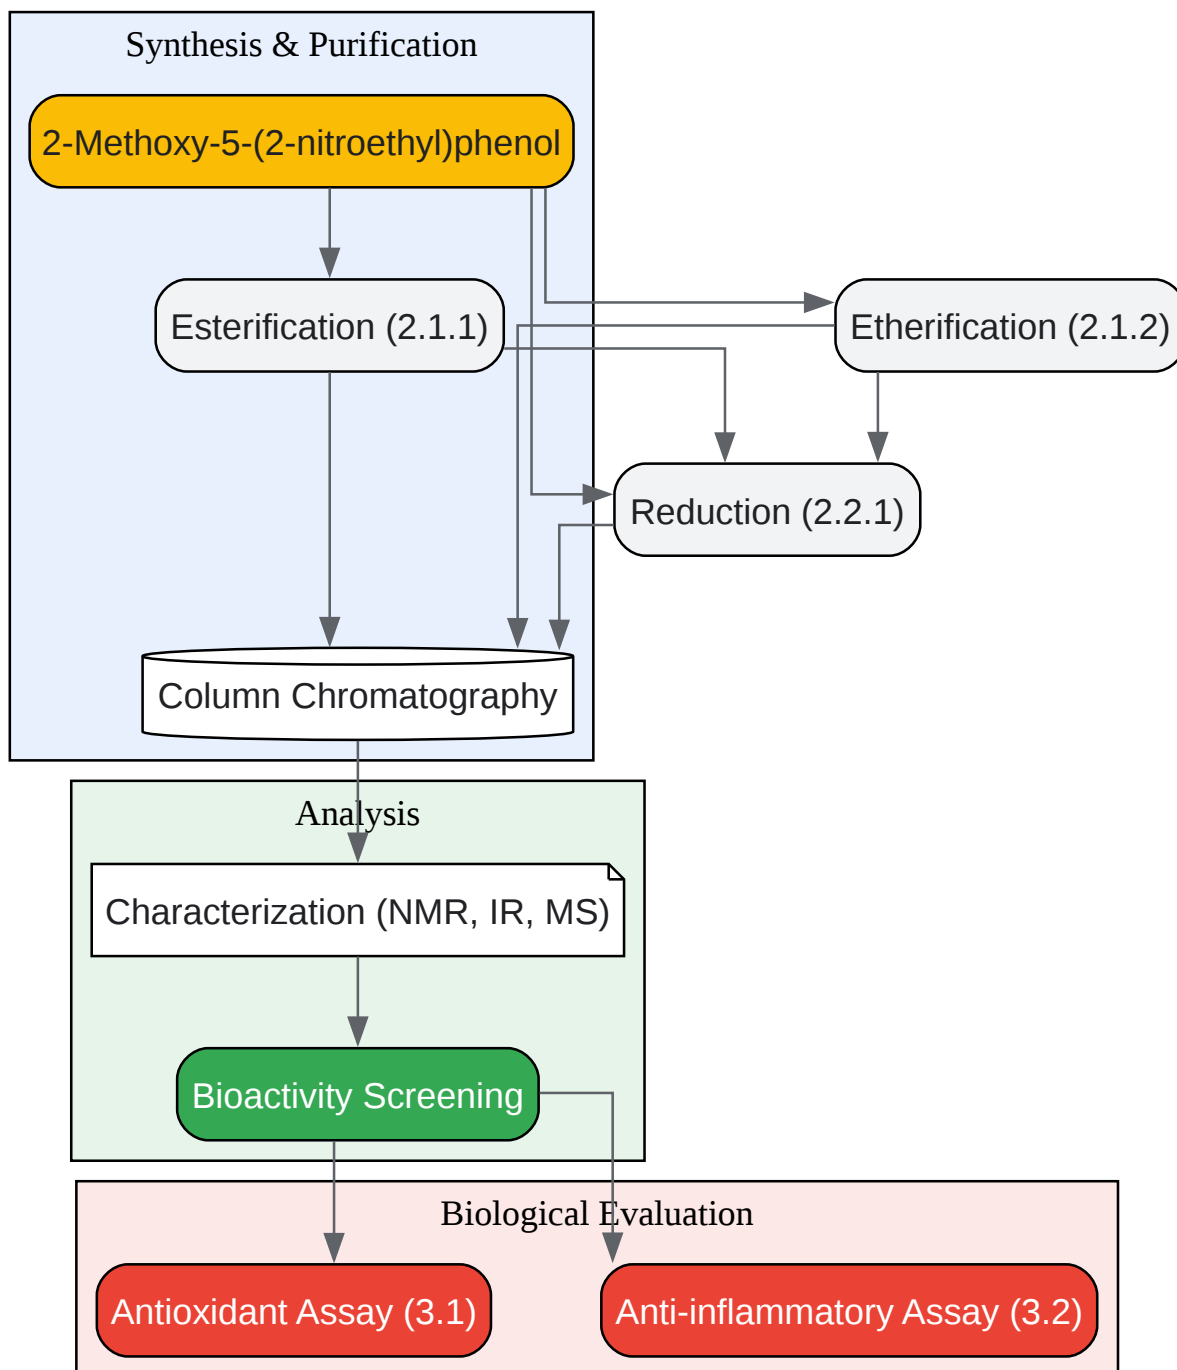 Synthesis & Purification
2-Methoxy-5-(2-nitroethyl)phenol
Esterification (2.1.1)
Etherification (2.1.2)
Reduction (2.2.1)
Column Chromatography
Analysis
Characterization (NMR, IR, MS)
Bioactivity Screening
Biological Evaluation
Antioxidant Assay (3.1)
Anti-inflammatory Assay (3.2)